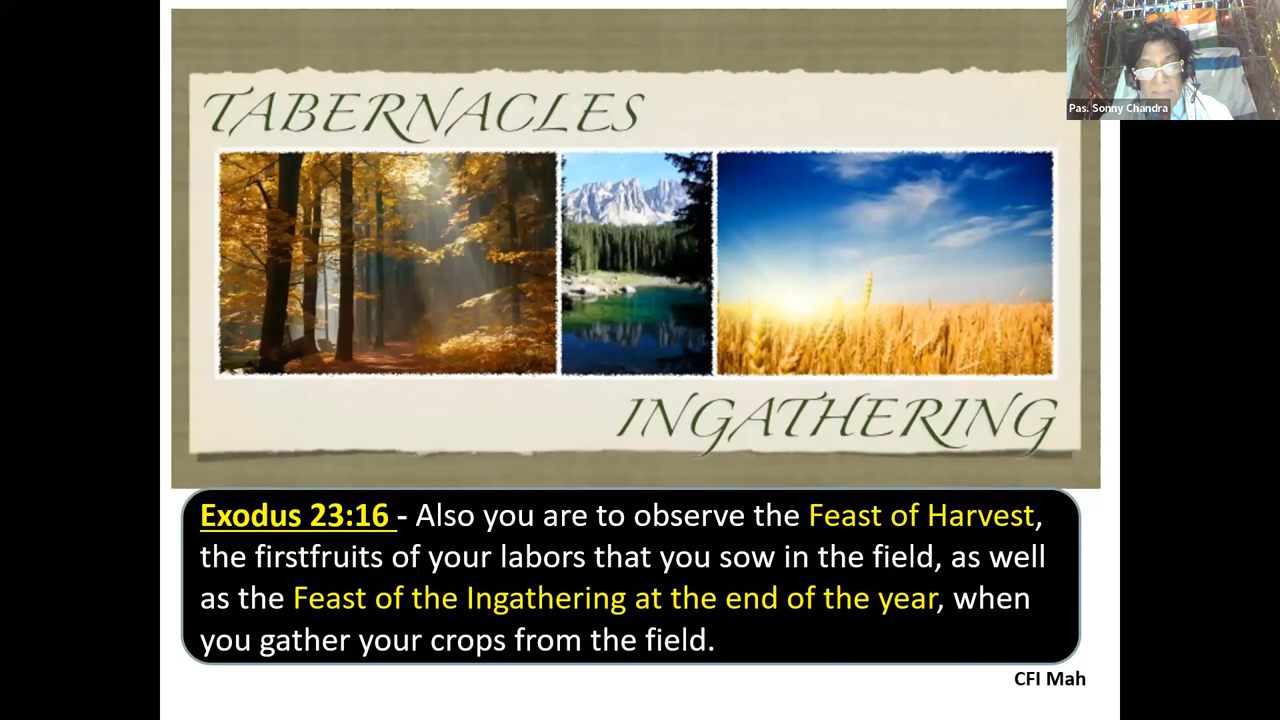 Pas. Sonny Chandra
TABERNACLES
INGATHERING
Exodus 23:16 - Also you are to observe the Feast of Harvest,
the firstfruits of your labors that you sow in the field, as well
as the Feast of the Ingathering at the end of the year, when
you gather your crops from the field.
CFI Mah